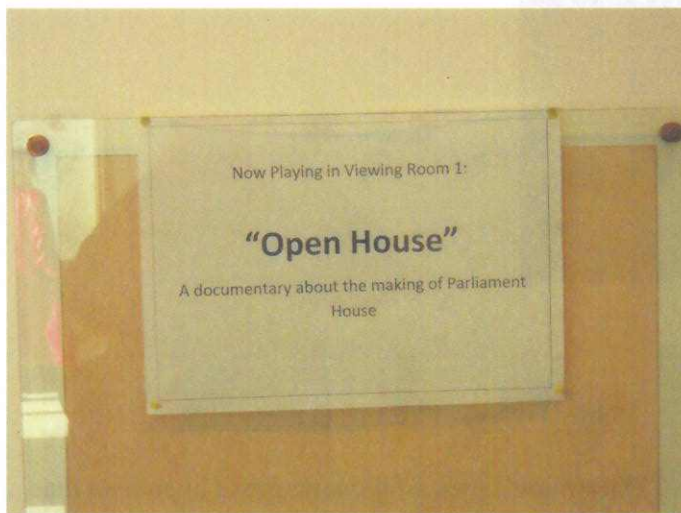 Now Playing in Viewing Room 1:
“Open House”
A documentary about the making of Parliament
House